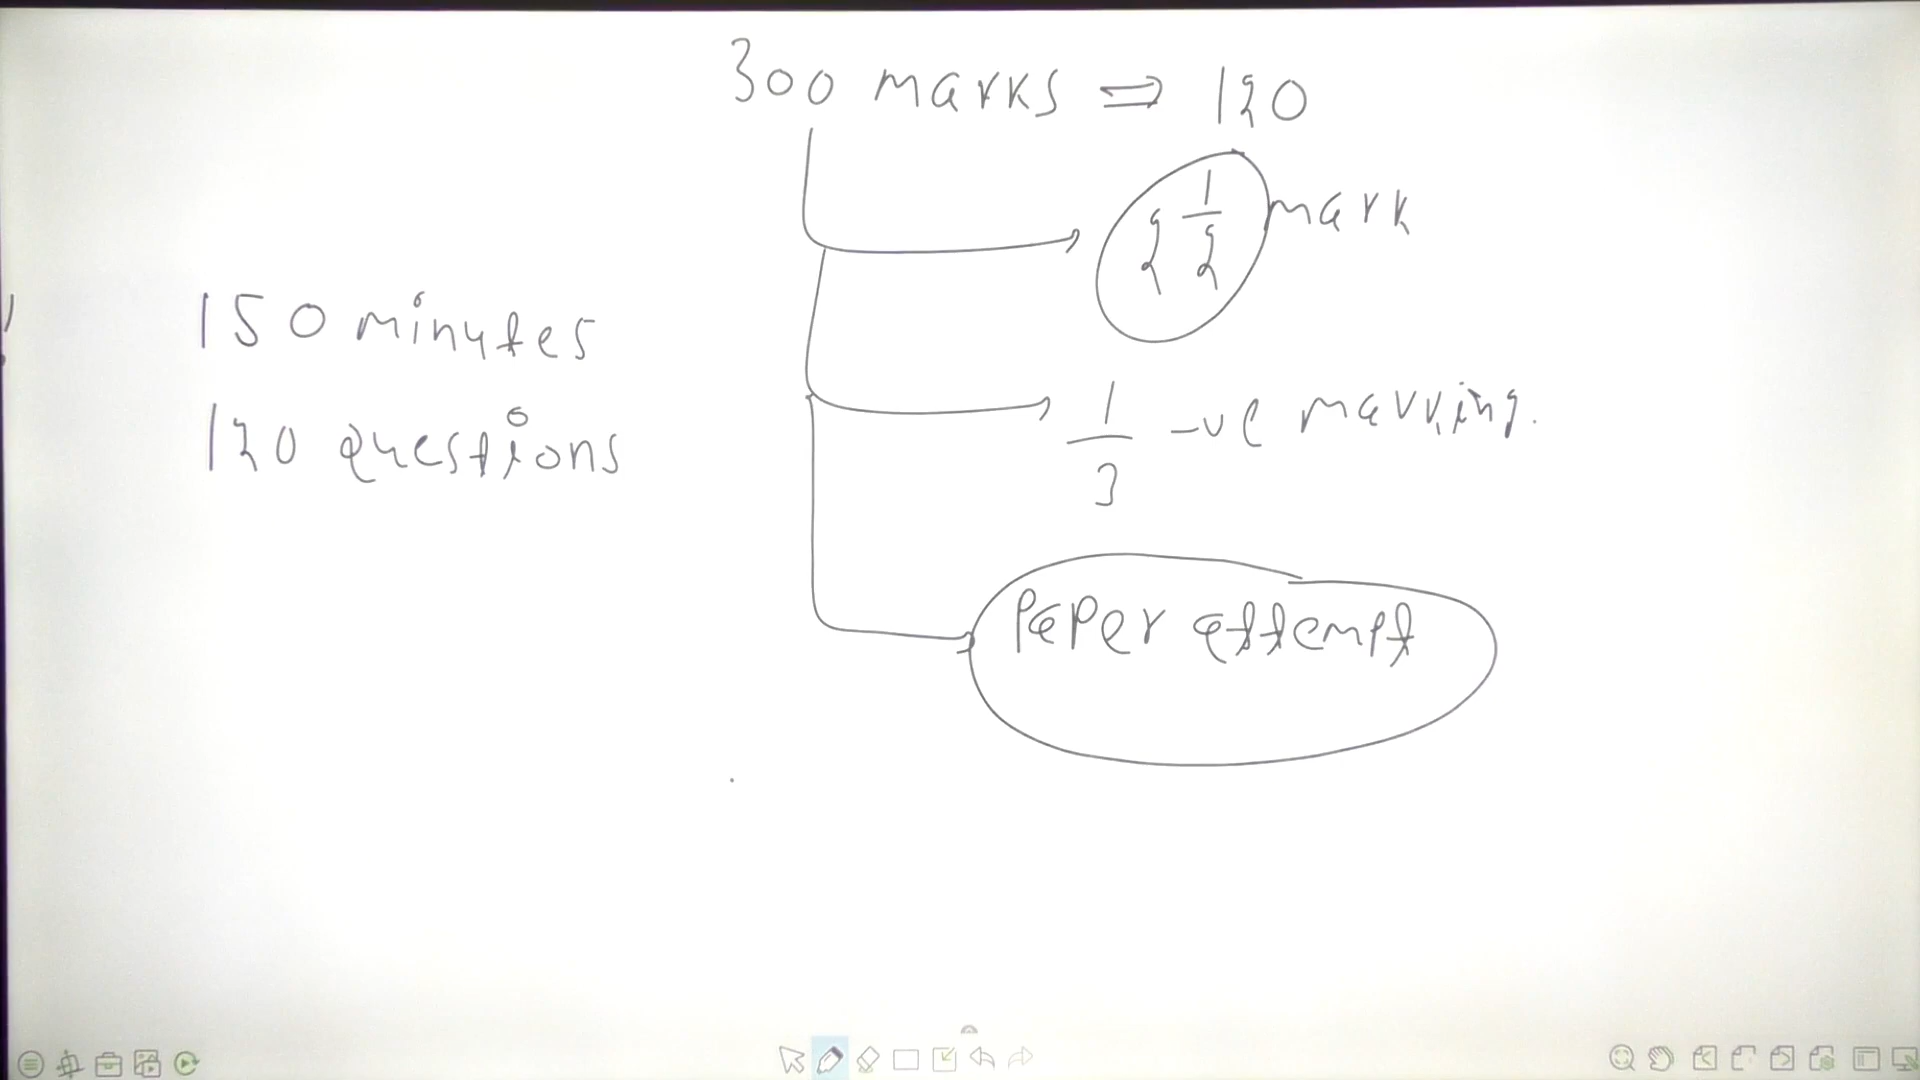 300 marks ⇒ 120
2 1/2 mark
150 minutes
120 questions
1/3 -ve marking.
Paper attempt